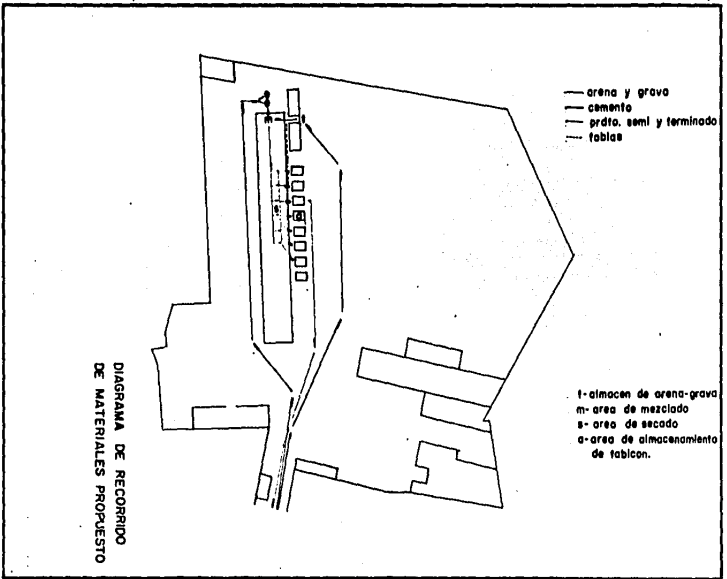 arena y grava
cemento
prdto. semi y terminado
tablas
t-almacen de arena-grava
m-area de mezclado
s-area de secado
a-area de almacenamiento
de tabicon.
DIAGRAMA DE RECORRIDO
DE MATERIALES PROPUESTO